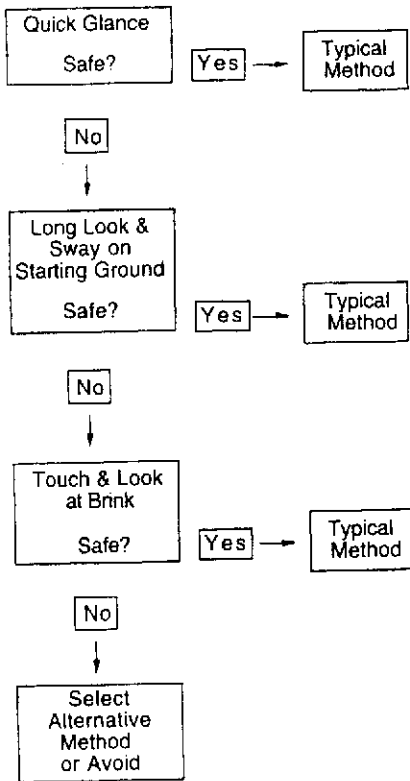 Quick Glance
Safe?
Yes
Typical
Method
No
Long Look &
Sway on
Starting Ground
Safe?
Yes
Typical
Method
No
Touch & Look
at Brink
Safe?
Yes
Typical
Method
No
Select
Alternative
Method
or Avoid